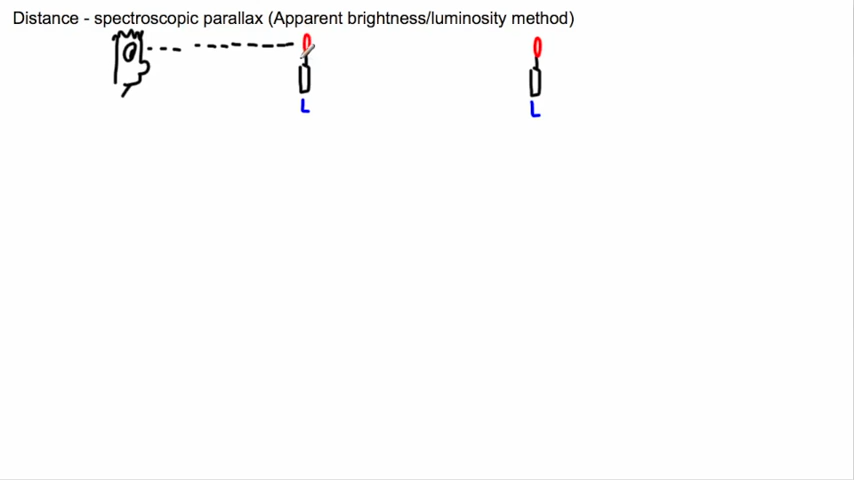 Distance - spectroscopic parallax (Apparent brightness/luminosity method)
L L